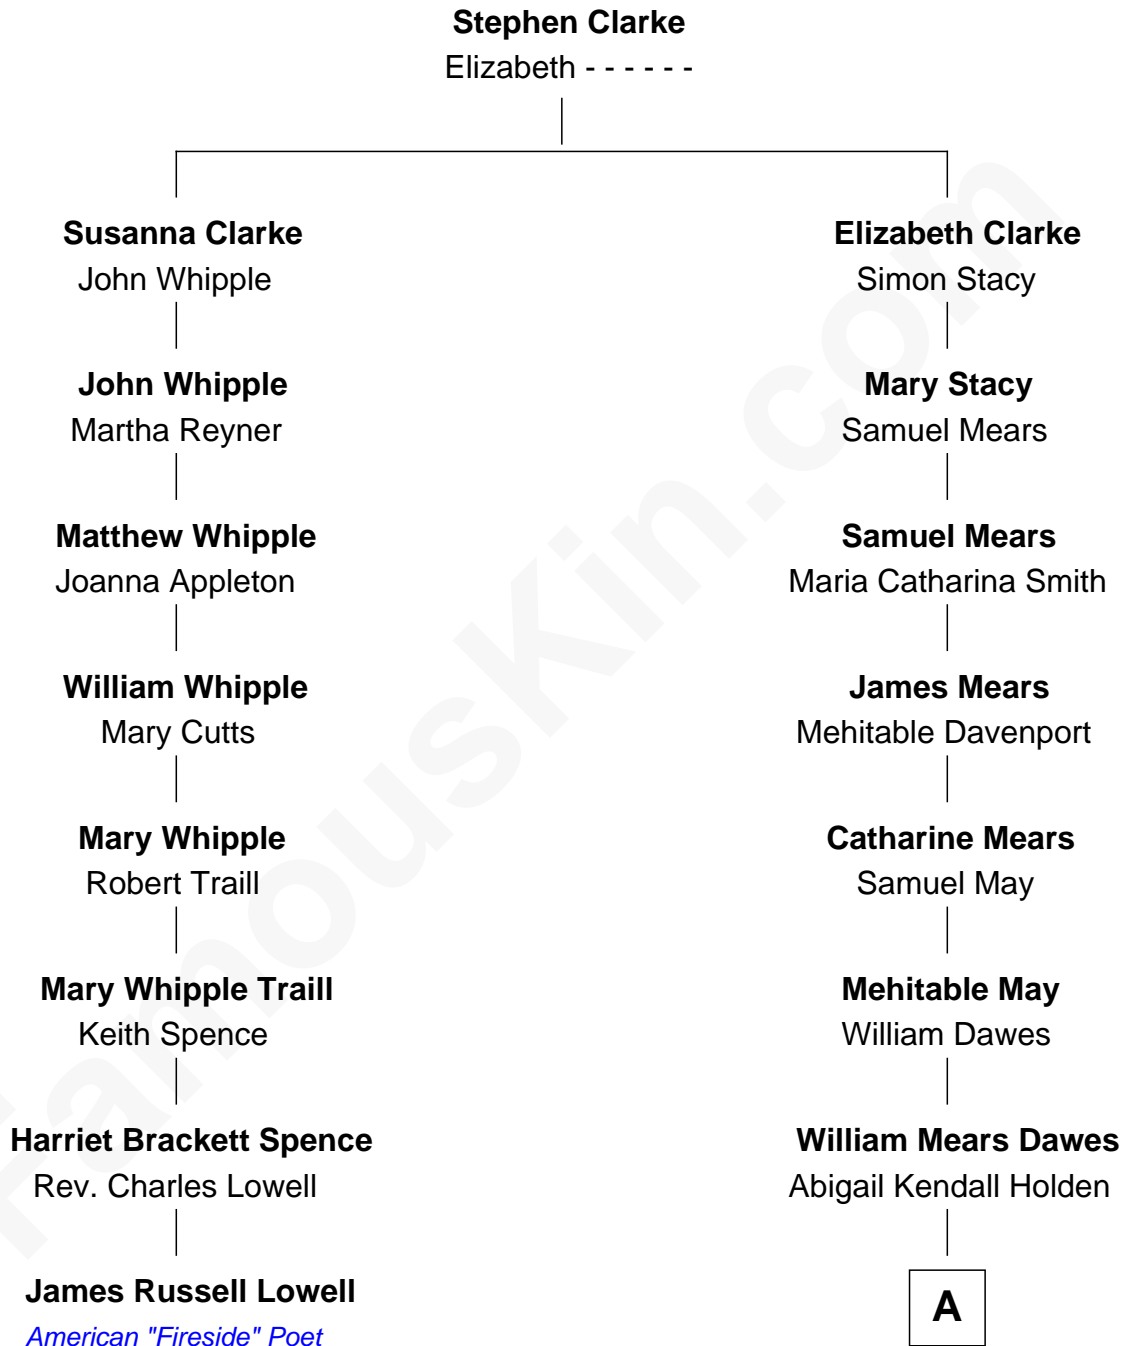 Stephen Clarke
Elizabeth - - - - - -
Susanna Clarke
John Whipple
Elizabeth Clarke
Simon Stacy
John Whipple
Martha Reyner
Mary Stacy
Samuel Mears
Matthew Whipple
Joanna Appleton
Samuel Mears
Maria Catharina Smith
William Whipple
Mary Cutts
James Mears
Mehitable Davenport
Mary Whipple
Robert Traill
Catharine Mears
Samuel May
Mary Whipple Traill
Keith Spence
Mehitable May
William Dawes
Harriet Brackett Spence
Rev. Charles Lowell
William Mears Dawes
Abigail Kendall Holden
James Russell Lowell
American "Fireside" Poet
A
FamousKin.com